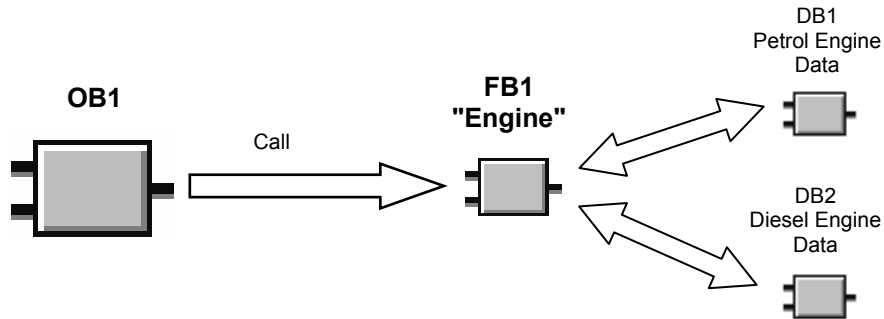 OB1
Call
FB1
"Engine"
DB1
Petrol Engine
Data
DB2
Diesel Engine
Data